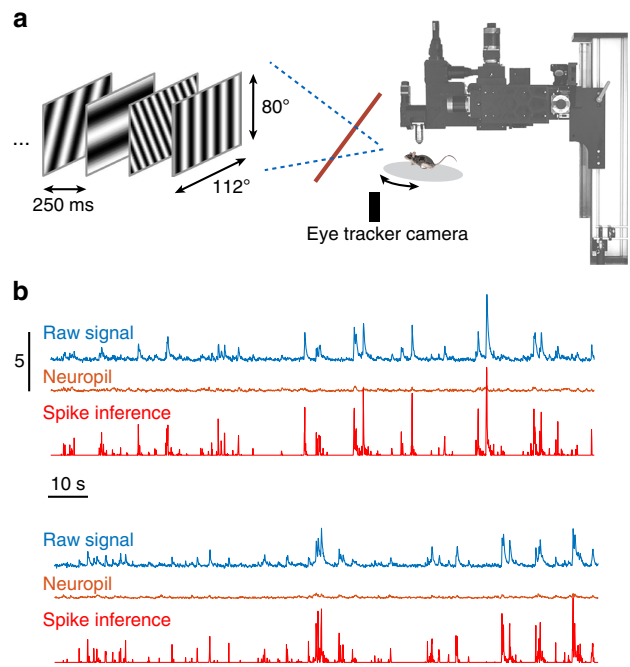 a
...
80°
112°
250 ms
Eye tracker camera
b
Raw signal
5
Neuropil
Spike inference
10 s
Raw signal
Neuropil
Spike inference